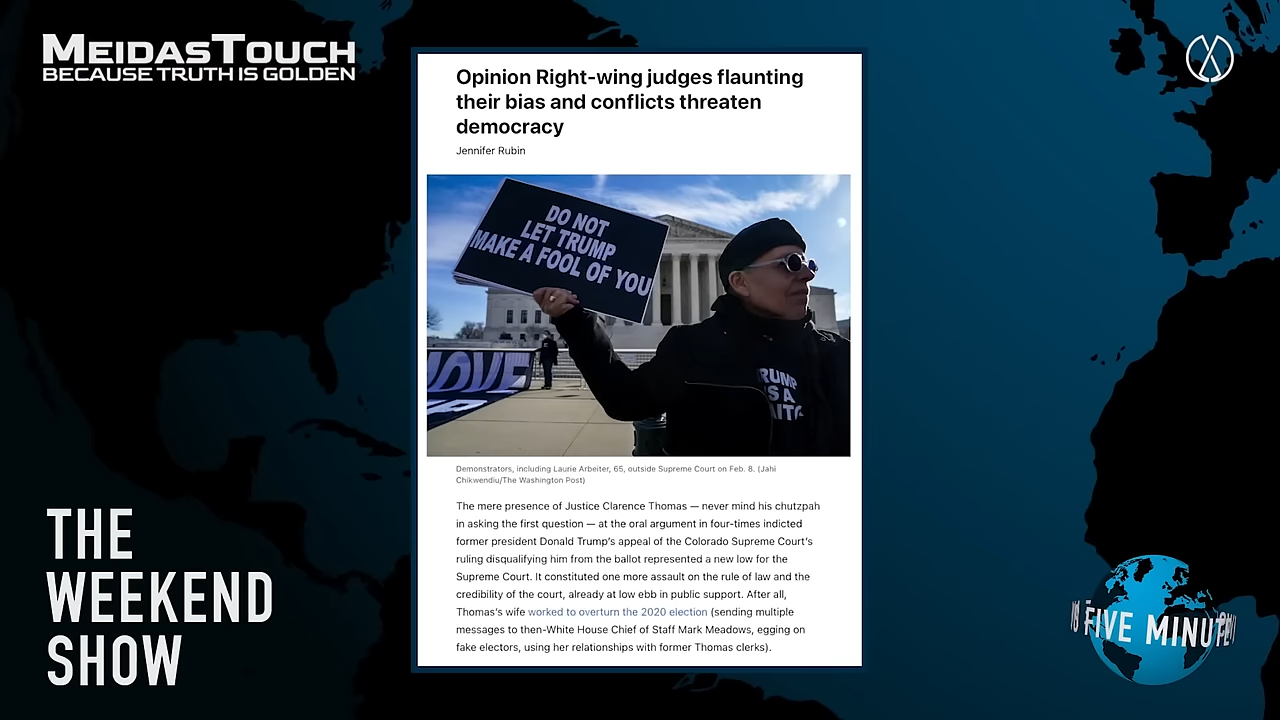 MEIDASTOUCH
BECAUSE TRUTH IS GOLDEN
Opinion Right-wing judges flaunting
their bias and conflicts threaten
democracy
Jennifer Rubin
DO NOT
LET TRUMP
MAKE A FOOL OF YOU
LOVE
UP
RUMP
S A
AITO
Demonstrators, including Laurie Arbeiter, 65, outside Supreme Court on Feb. 8. (Jahi
Chikwendiu/The Washington Post)
The mere presence of Justice Clarence Thomas — never mind his chutzpah
in asking the first question — at the oral argument in four-times indicted
former president Donald Trump’s appeal of the Colorado Supreme Court’s
ruling disqualifying him from the ballot represented a new low for the
Supreme Court. It constituted one more assault on the rule of law and the
credibility of the court, already at low ebb in public support. After all,
Thomas’s wife worked to overturn the 2020 election (sending multiple
messages to then-White House Chief of Staff Mark Meadows, egging on
fake electors, using her relationships with former Thomas clerks).
THE
WEEKEND
SHOW
FIVE MINUTE